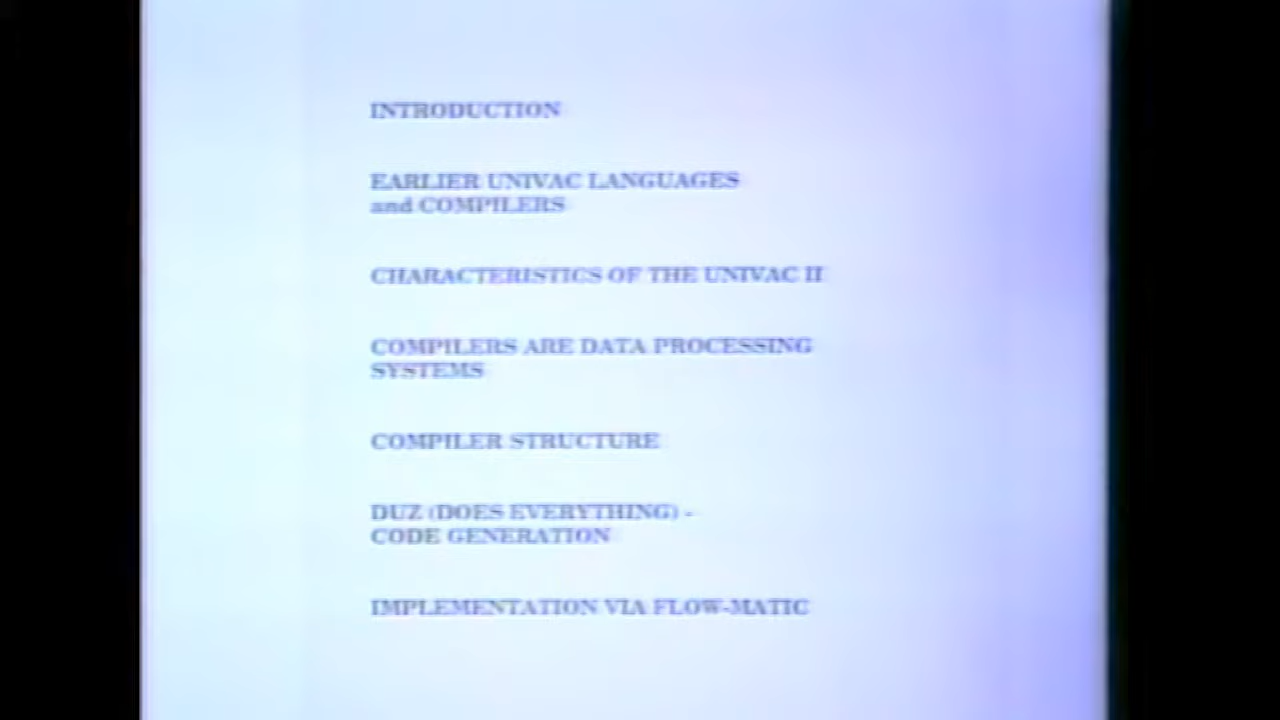 INTRODUCTION
EARLIER UNIVAC LANGUAGES
and COMPILERS
CHARACTERISTICS OF THE UNIVAC II
COMPILERS ARE DATA PROCESSING
SYSTEMS
COMPILER STRUCTURE
DUZ (DOES EVERYTHING) -
CODE GENERATION
IMPLEMENTATION VIA FLOW-MATIC